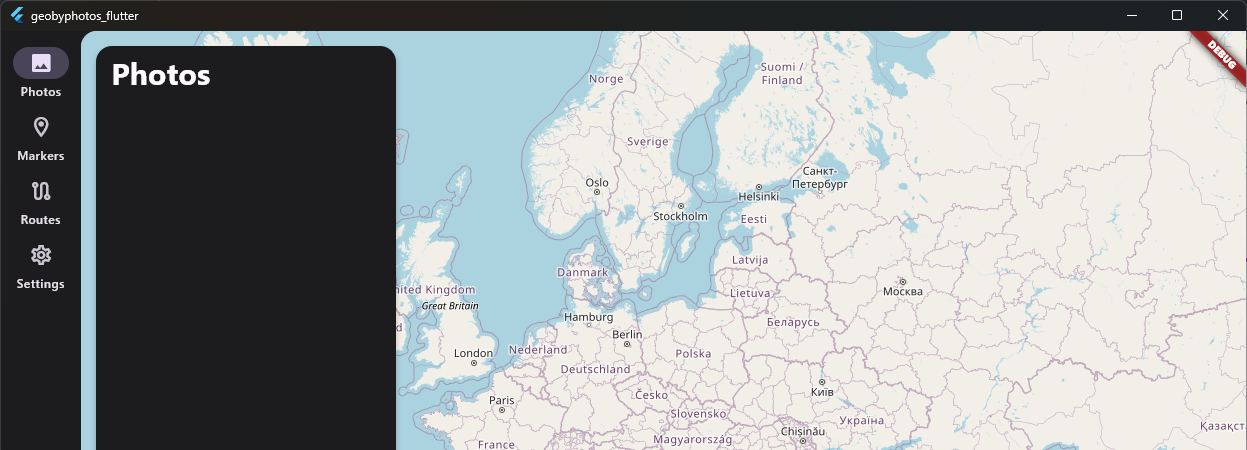 geobyphotos_flutter
DEBUG
Photos
Markers
Routes
Settings
Photos
Norge
Suomi /
Finland
Sverige
Oslo
Санкт-
Петербург
Helsinki
Stockholm
Eesti
Danmark
Latvija
nited Kingdom
Great Britain
Lietuva
Москва
Hamburg
Беларусь
Berlin
London
Nederland
Polska
Deutschland
Česko
Київ
Paris
Slovensko
Україна
Chișinău
Magyarország
France
Қазақст
d